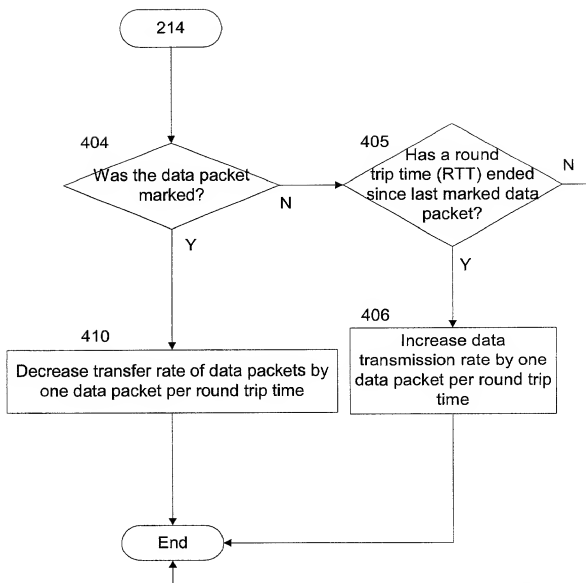 214
404
Was the data packet
marked?
N
Y
405
Has a round
trip time (RTT) ended
since last marked data
packet?
N
Y
410
Decrease transfer rate of data packets by
one data packet per round trip time
406
Increase data
transmission rate by one
data packet per round trip
time
End